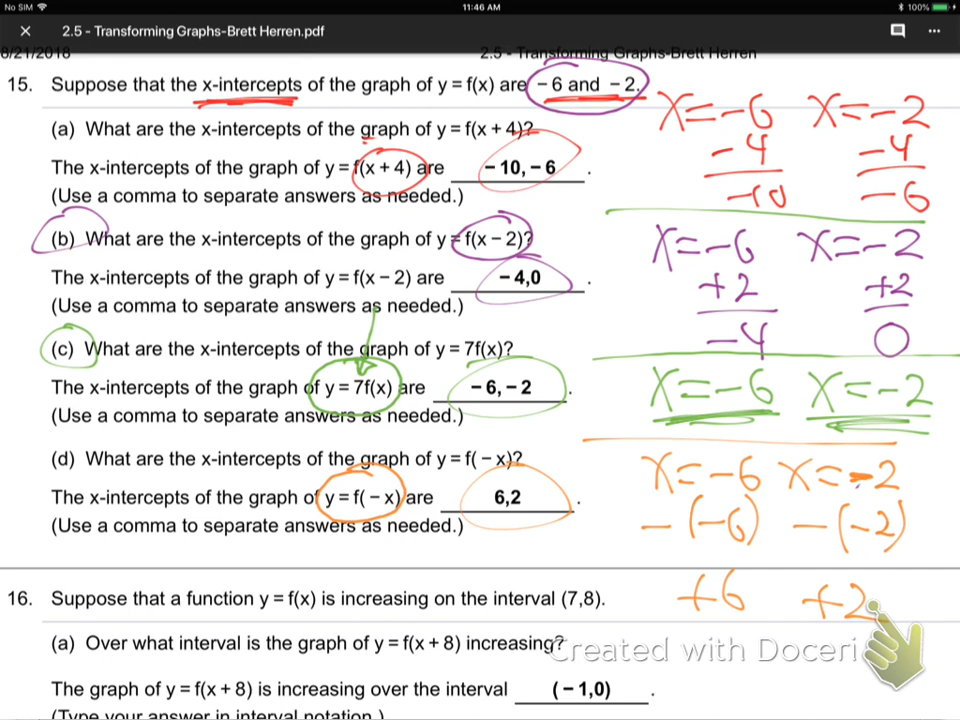 No SIM 11:46 AM 100%
× 2.5 - Transforming Graphs-Brett Herren.pdf ...
8/21/2018 2.5 - Transforming Graphs-Brett Herren
15. Suppose that the x-intercepts of the graph of y = f(x) are − 6 and − 2.
(a) What are the x-intercepts of the graph of y = f(x + 4)?
The x-intercepts of the graph of y = f(x + 4) are − 10, − 6 .
(Use a comma to separate answers as needed.)
x = −6 x = −2
−4 −4
−10 −6
(b) What are the x-intercepts of the graph of y = f(x − 2)?
The x-intercepts of the graph of y = f(x − 2) are − 4,0 .
(Use a comma to separate answers as needed.)
x = −6 x = −2
+2 +2
−4 0
(c) What are the x-intercepts of the graph of y = 7f(x)?
The x-intercepts of the graph of y = 7f(x) are − 6, − 2 .
(Use a comma to separate answers as needed.)
x = −6 x = −2
(d) What are the x-intercepts of the graph of y = f( − x)?
The x-intercepts of the graph of y = f( − x) are 6,2 .
(Use a comma to separate answers as needed.)
x = −6 x = −2
−(−6) −(−2)
+6 +2
16. Suppose that a function y = f(x) is increasing on the interval (7,8).
(a) Over what interval is the graph of y = f(x + 8) increasing?
Created with Doceri
The graph of y = f(x + 8) is increasing over the interval ( − 1,0) .
(Type your answer in interval notation.)